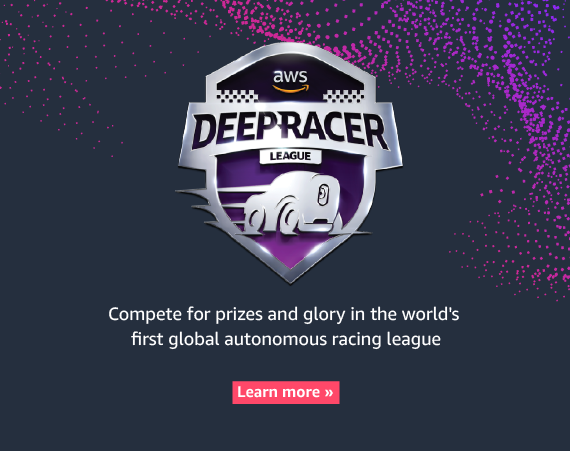 aws
DEEPRACER
LEAGUE
Compete for prizes and glory in the world's
first global autonomous racing league
Learn more »